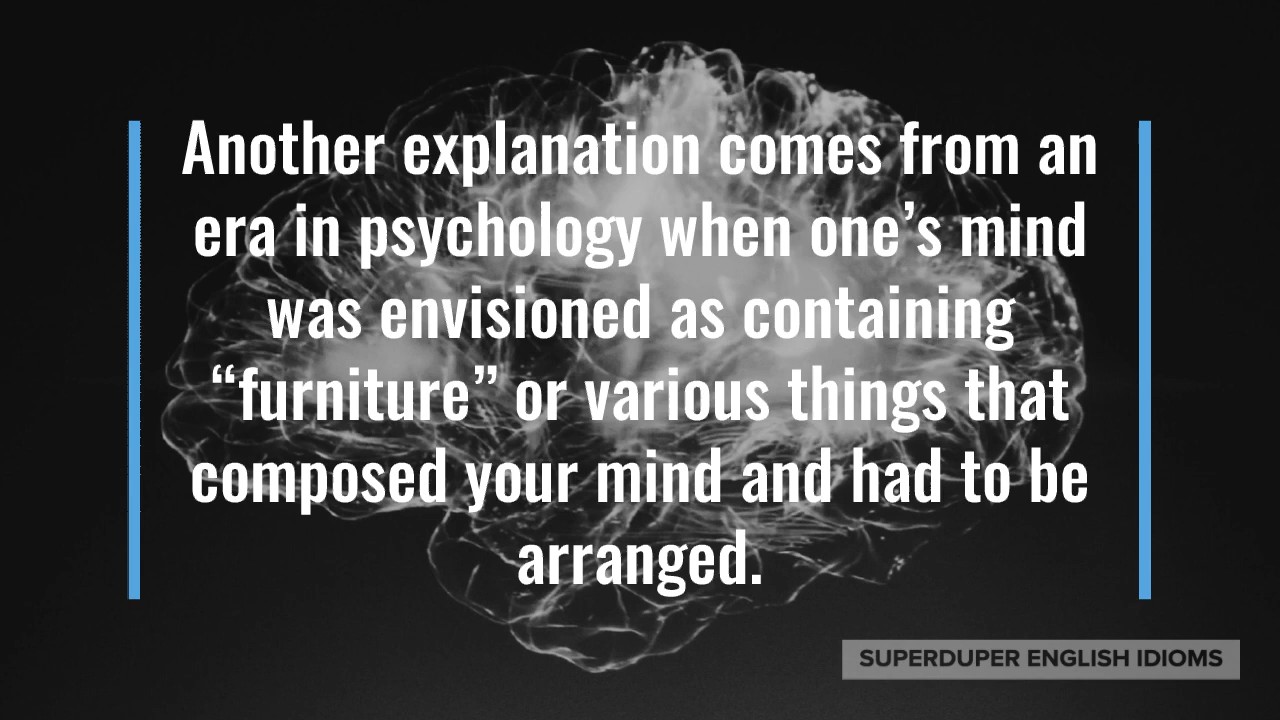 Another explanation comes from an
era in psychology when one’s mind
was envisioned as containing
“furniture” or various things that
composed your mind and had to be
arranged.
SUPERDUPER ENGLISH IDIOMS